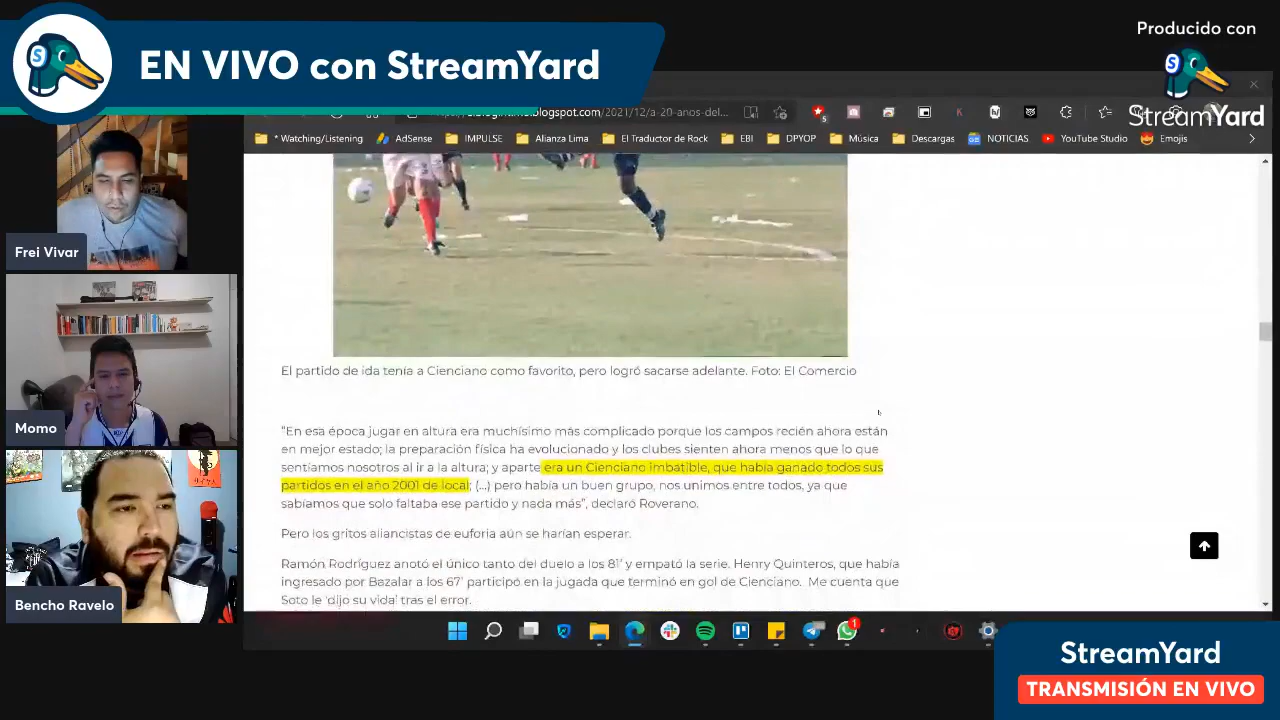 EN VIVO con StreamYard
Producido con
StreamYard
blogspot.com/2021/12/a-20-anos-del...
* Watching/Listening
AdSense
IMPULSE
Alianza Lima
El Traductor de Rock
EBI
DPYOP
Música
Descargas
NOTICIAS
YouTube Studio
Emojis
Frei Vivar
Momo
Bencho Ravelo
El partido de ida tenía a Cienciano como favorito, pero logró sacarse adelante. Foto: El Comercio
“En esa época jugar en altura era muchísimo más complicado porque los campos recién ahora están
en mejor estado; la preparación física ha evolucionado y los clubes sienten ahora menos que lo que
sentíamos nosotros al ir a la altura; y aparte era un Cienciano imbatible, que había ganado todos sus
partidos en el año 2001 de local; (...) pero había un buen grupo, nos unimos entre todos, ya que
sabíamos que solo faltaba ese partido y nada más”, declaró Roverano.
Pero los gritos aliancistas de euforia aún se harían esperar.
Ramón Rodríguez anotó el único tanto del duelo a los 81’ y empató la serie. Henry Quinteros, que había
ingresado por Bazalar a los 67’ participó en la jugada que terminó en gol de Cienciano. Me cuenta que
Soto le ‘dijo su vida’ tras el error.
StreamYard
TRANSMISIÓN EN VIVO